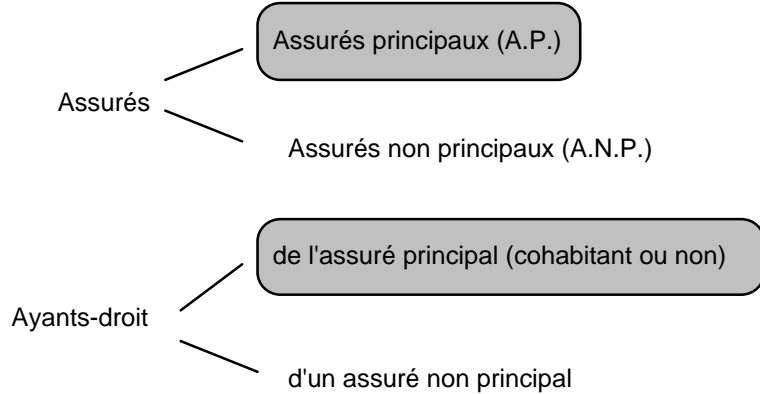 Assurés principaux (A.P.)
Assurés
Assurés non principaux (A.N.P.)
de l'assuré principal (cohabitant ou non)
Ayants-droit
d'un assuré non principal